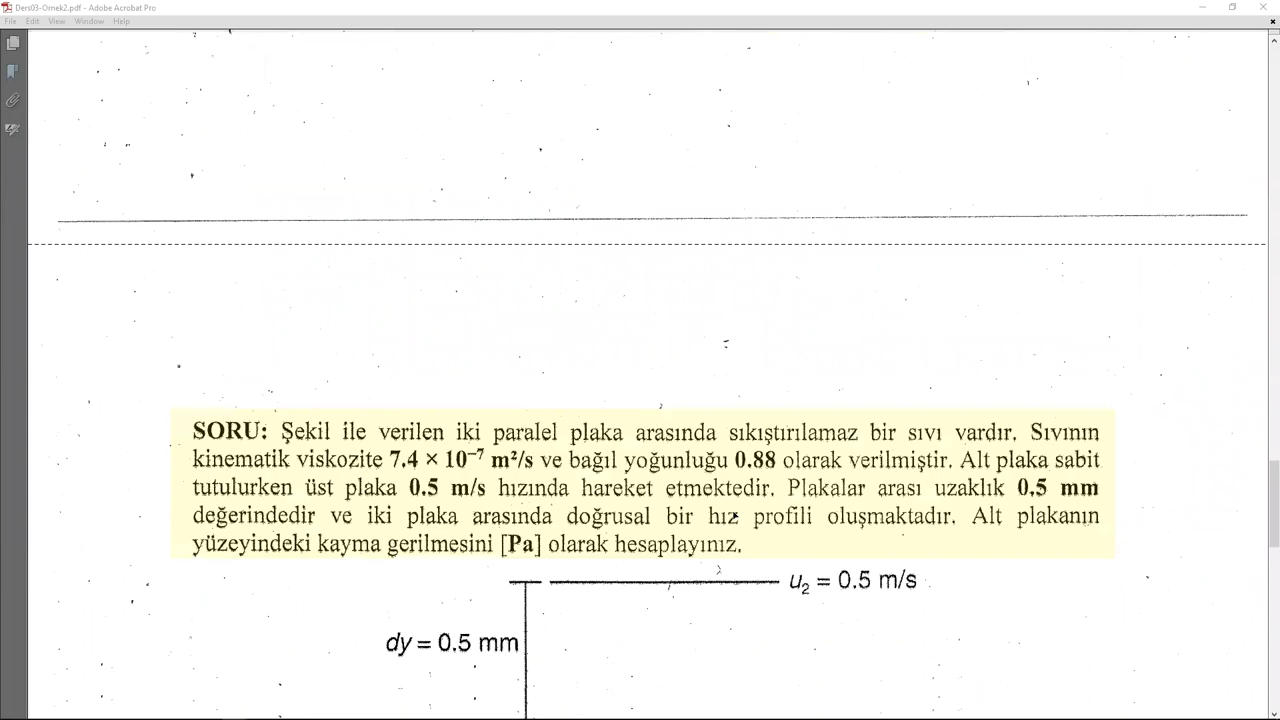 Ders03-Ornek2.pdf - Adobe Acrobat Pro
File Edit View Window Help
SORU: Şekil ile verilen iki paralel plaka arasında sıkıştırılamaz bir sıvı vardır. Sıvının
kinematik viskozite 7.4 × 10⁻⁷ m²/s ve bağıl yoğunluğu 0.88 olarak verilmiştir. Alt plaka sabit
tutulurken üst plaka 0.5 m/s hızında hareket etmektedir. Plakalar arası uzaklık 0.5 mm
değerindedir ve iki plaka arasında doğrusal bir hız profili oluşmaktadır. Alt plakanın
yüzeyindeki kayma gerilmesini [Pa] olarak hesaplayınız.
u₂ = 0.5 m/s
dy = 0.5 mm